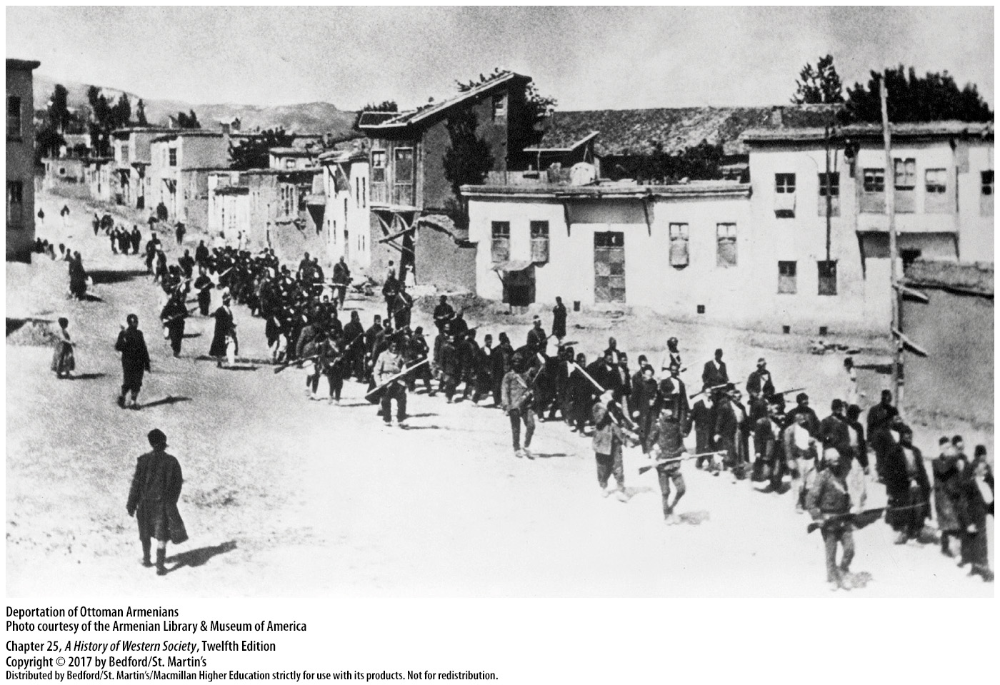 Deportation of Ottoman Armenians
Photo courtesy of the Armenian Library & Museum of America
Chapter 25, A History of Western Society, Twelfth Edition
Copyright © 2017 by Bedford/St. Martin's
Distributed by Bedford/St. Martin's/Macmillan Higher Education strictly for use with its products. Not for redistribution.